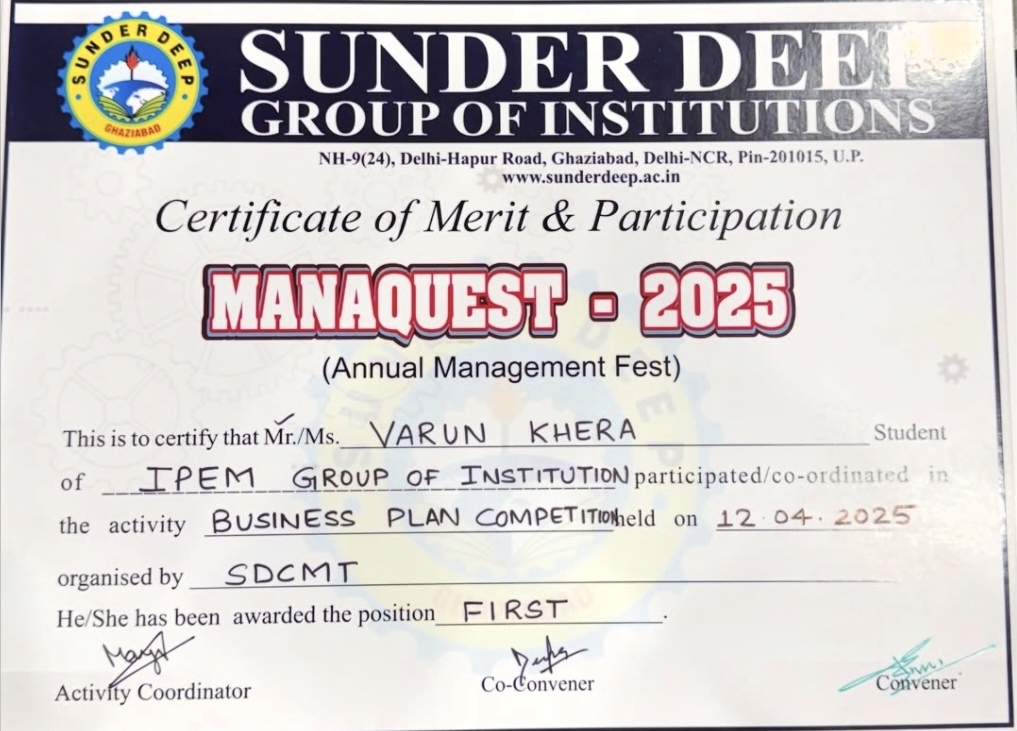 SUNDER DEEP
GHAZIABAD
SUNDER DEEP
GROUP OF INSTITUTIONS
NH-9(24), Delhi-Hapur Road, Ghaziabad, Delhi-NCR, Pin-201015, U.P.
www.sunderdeep.ac.in
Certificate of Merit & Participation
MANAQUEST - 2025
(Annual Management Fest)
This is to certify that Mr./Ms. VARUN KHERA Student
of IPEM GROUP OF INSTITUTION participated/co-ordinated in
the activity BUSINESS PLAN COMPETITION held on 12.04.2025
organised by SDCMT
He/She has been awarded the position FIRST.
Activity Coordinator
Co-Convener
Convener